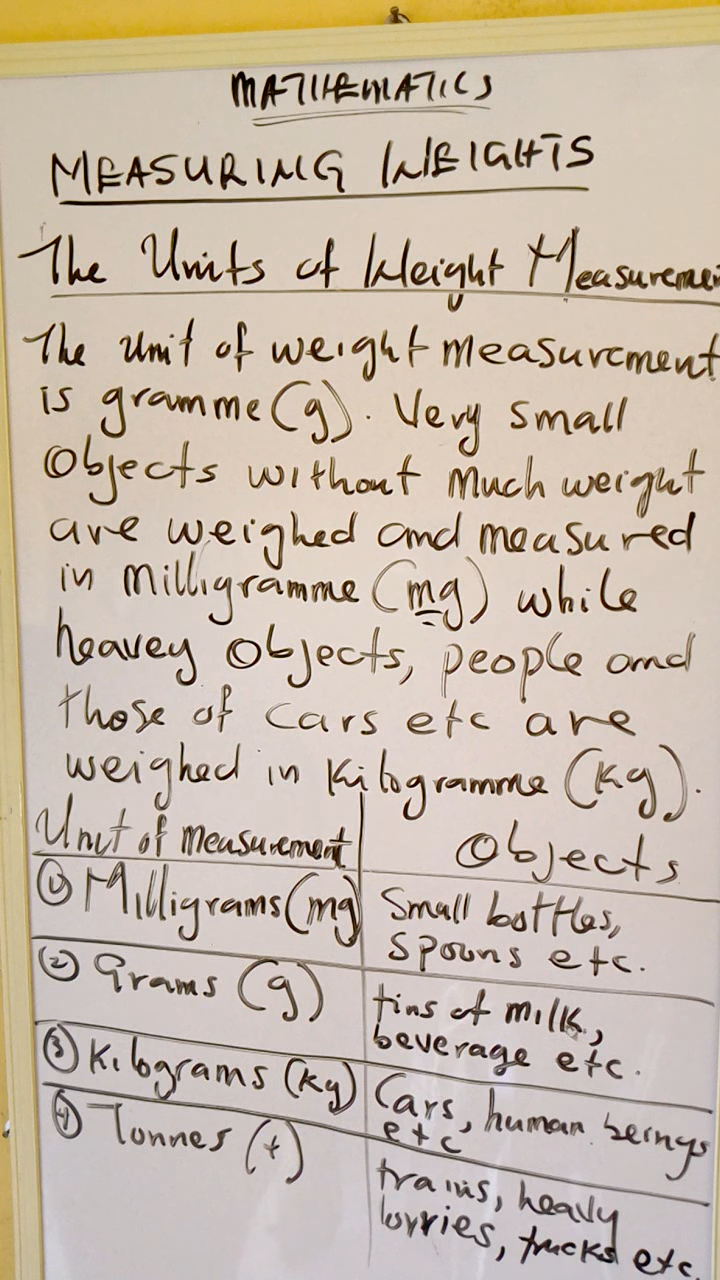 MATHEMATICS
MEASURING WEIGHTS
The Units of Weight Measuremen
The Unit of weight measurement
is gramme (g). Very small
Objects without much weight
are weighed and measured
in milligramme (mg) while
heavey objects, people and
those of cars etc are
weighed in kilogramme (kg).
Unit of measurement Objects
(1) Milligrams (mg) Small bottles,
spoons etc.
(2) Grams (g) tins of milk,
beverage etc.
(3) Kilograms (kg) Cars, human beings
etc
(4) Tonnes (t) trains, heavy
lorries, trucks etc.